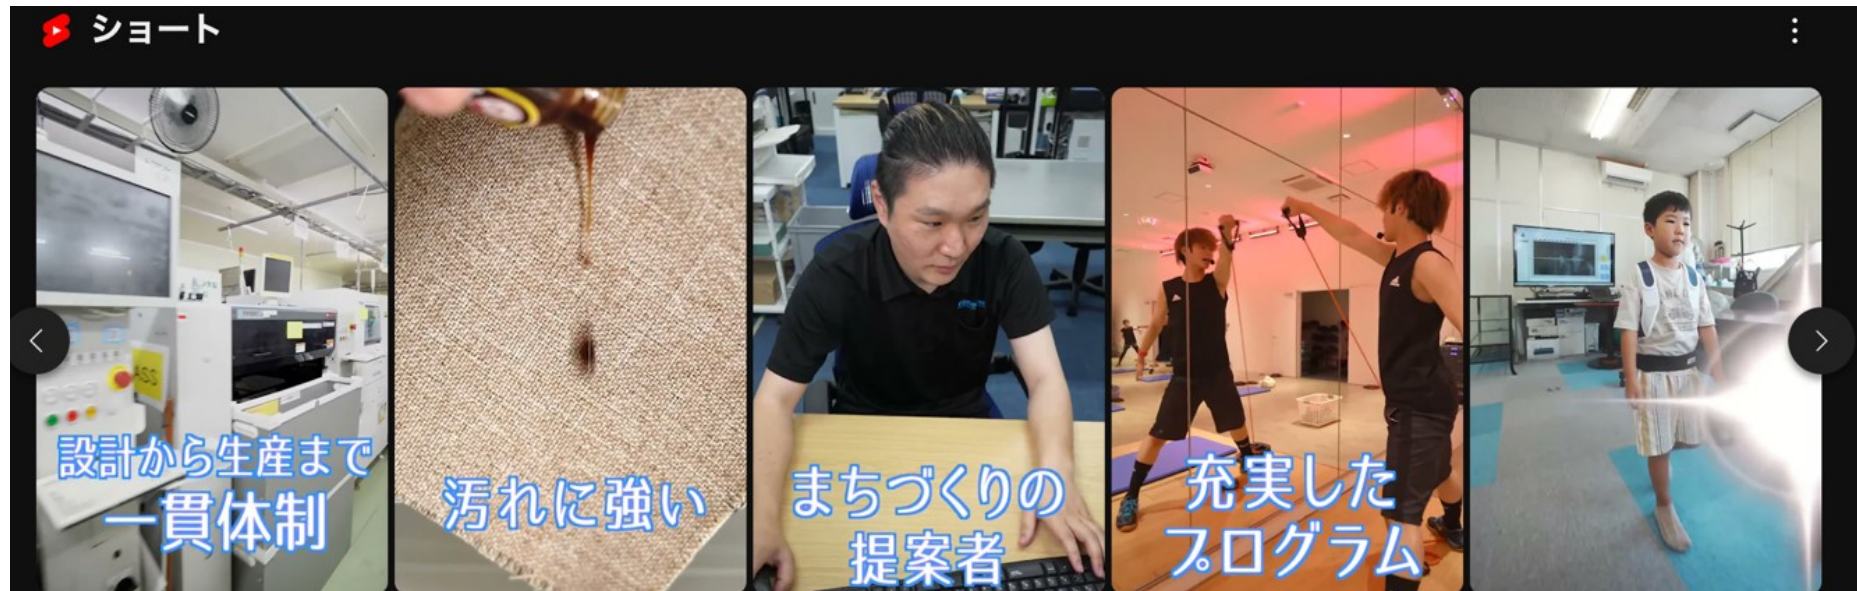 ショート
設計から生産まで
一貫体制
汚れに強い
まちづくりの
提案者
充実した
プログラム
ASS